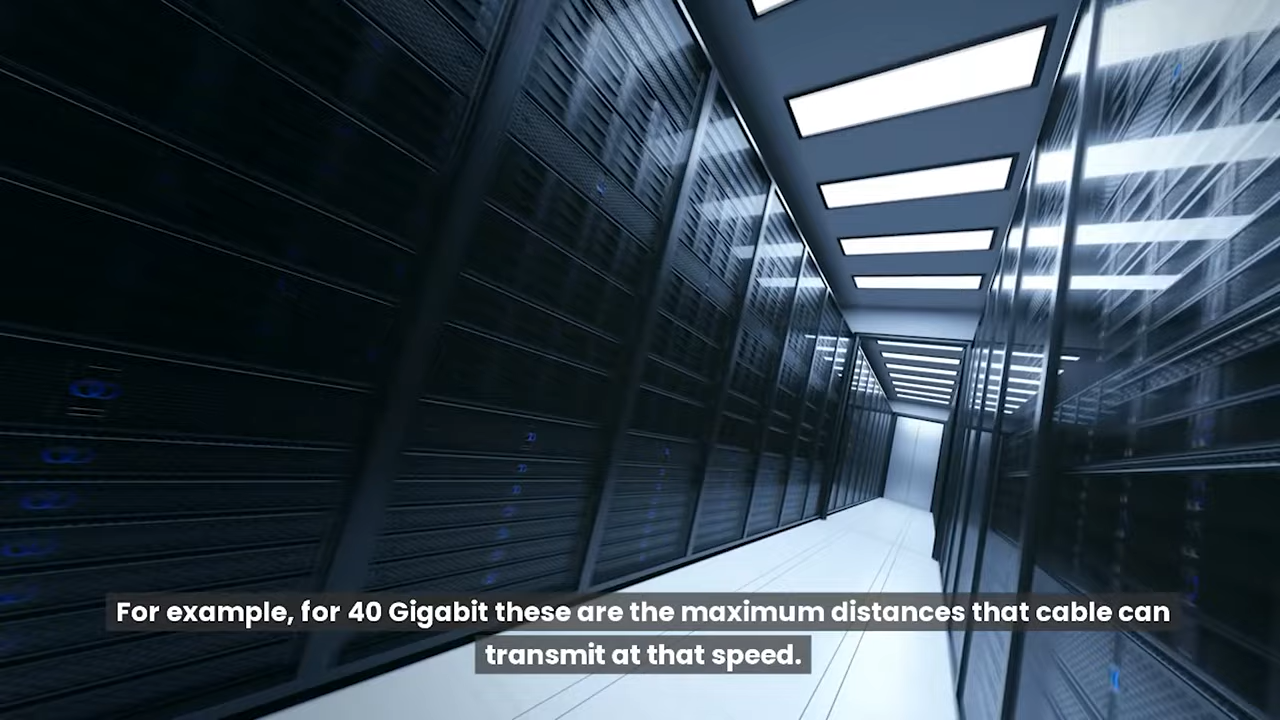 For example, for 40 Gigabit these are the maximum distances that cable can
transmit at that speed.